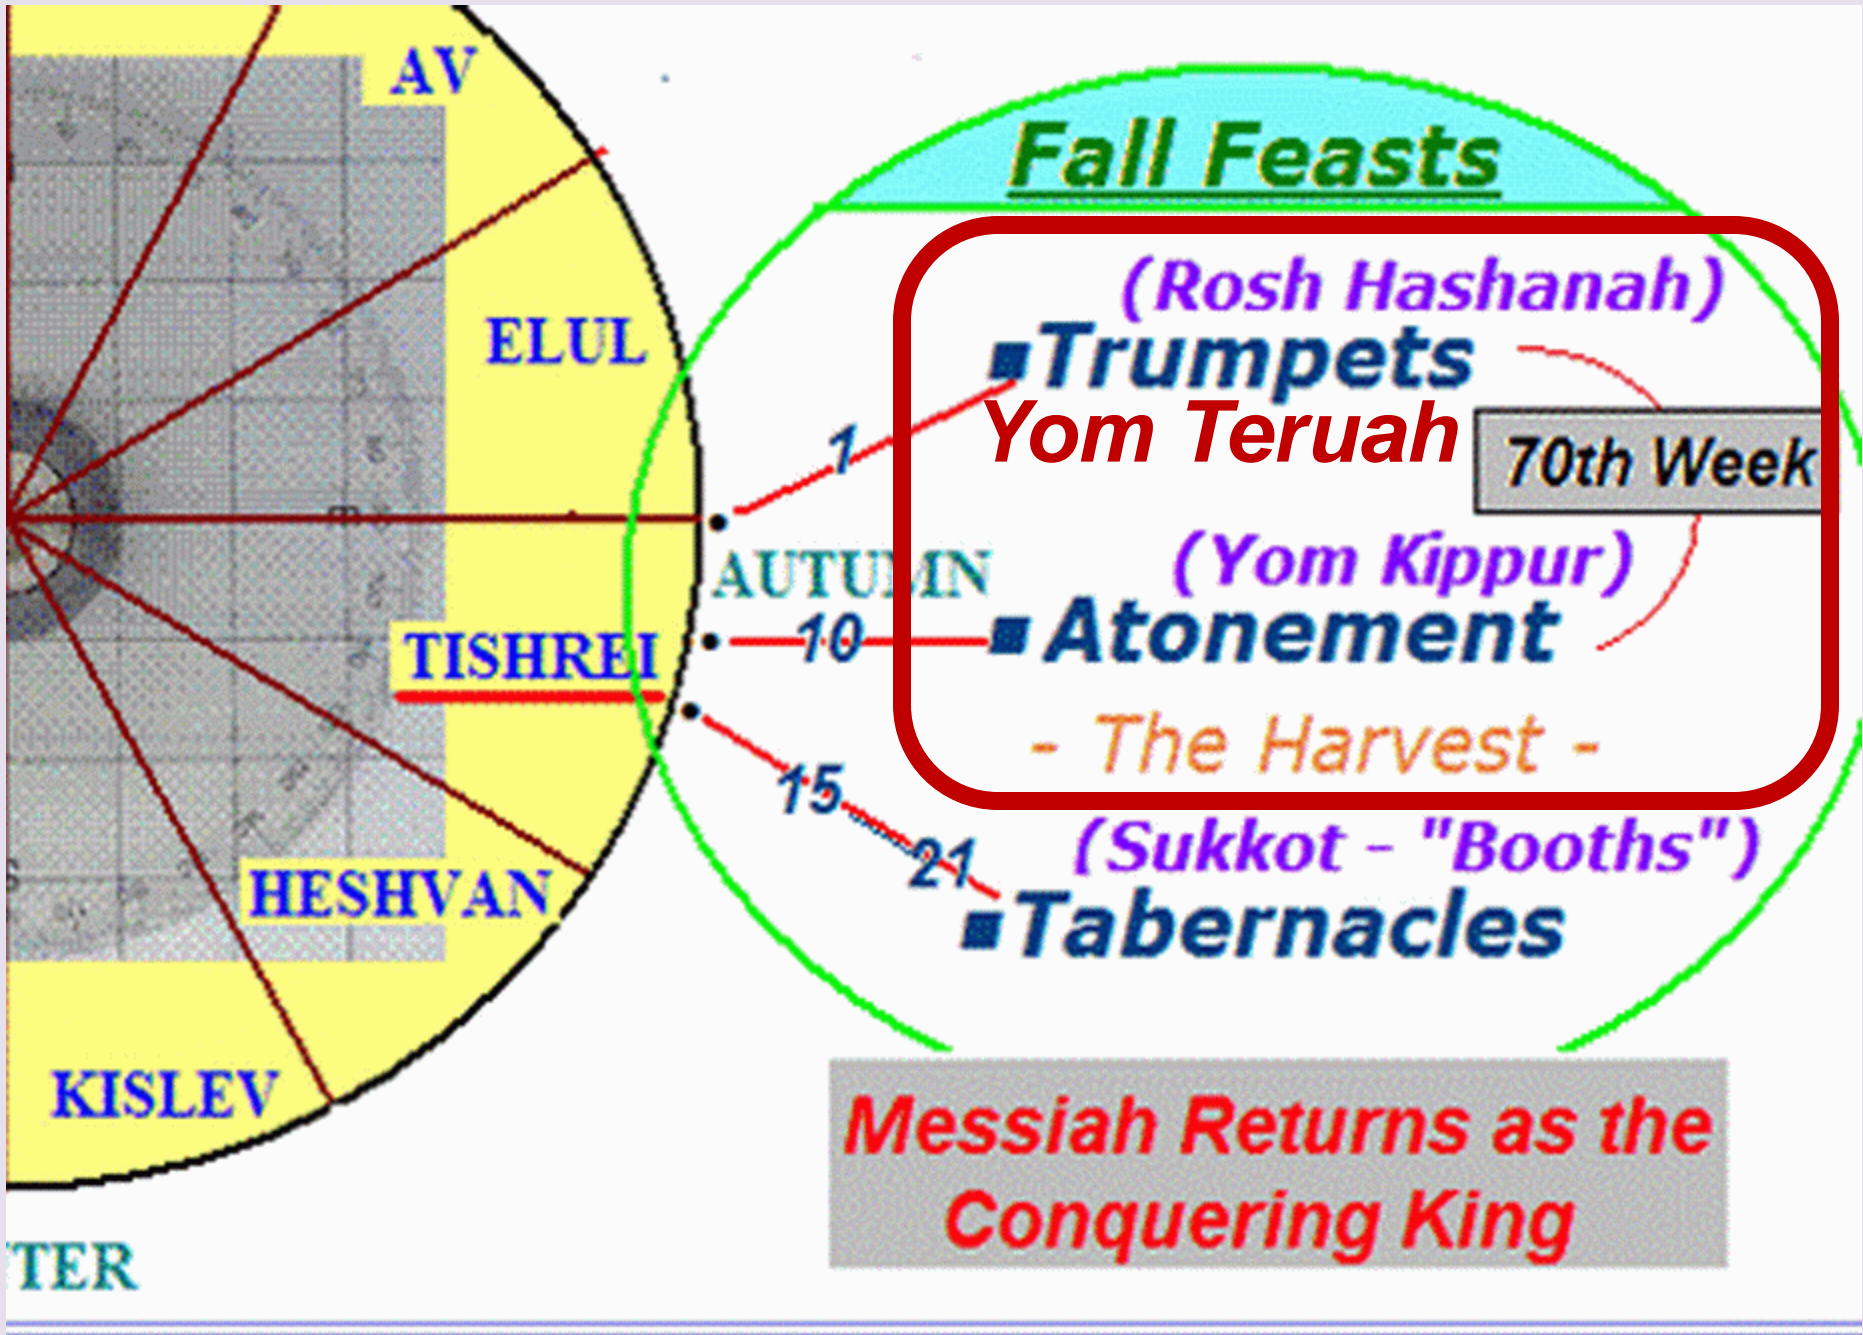 AV
ELUL
TISHREI
HESHVAN
KISLEV
TER
AUTUMN
Fall Feasts
(Rosh Hashanah)
▪Trumpets
Yom Teruah
1
70th Week
(Yom Kippur)
10
▪Atonement
- The Harvest -
15
21
(Sukkot - "Booths")
▪Tabernacles
Messiah Returns as the
Conquering King